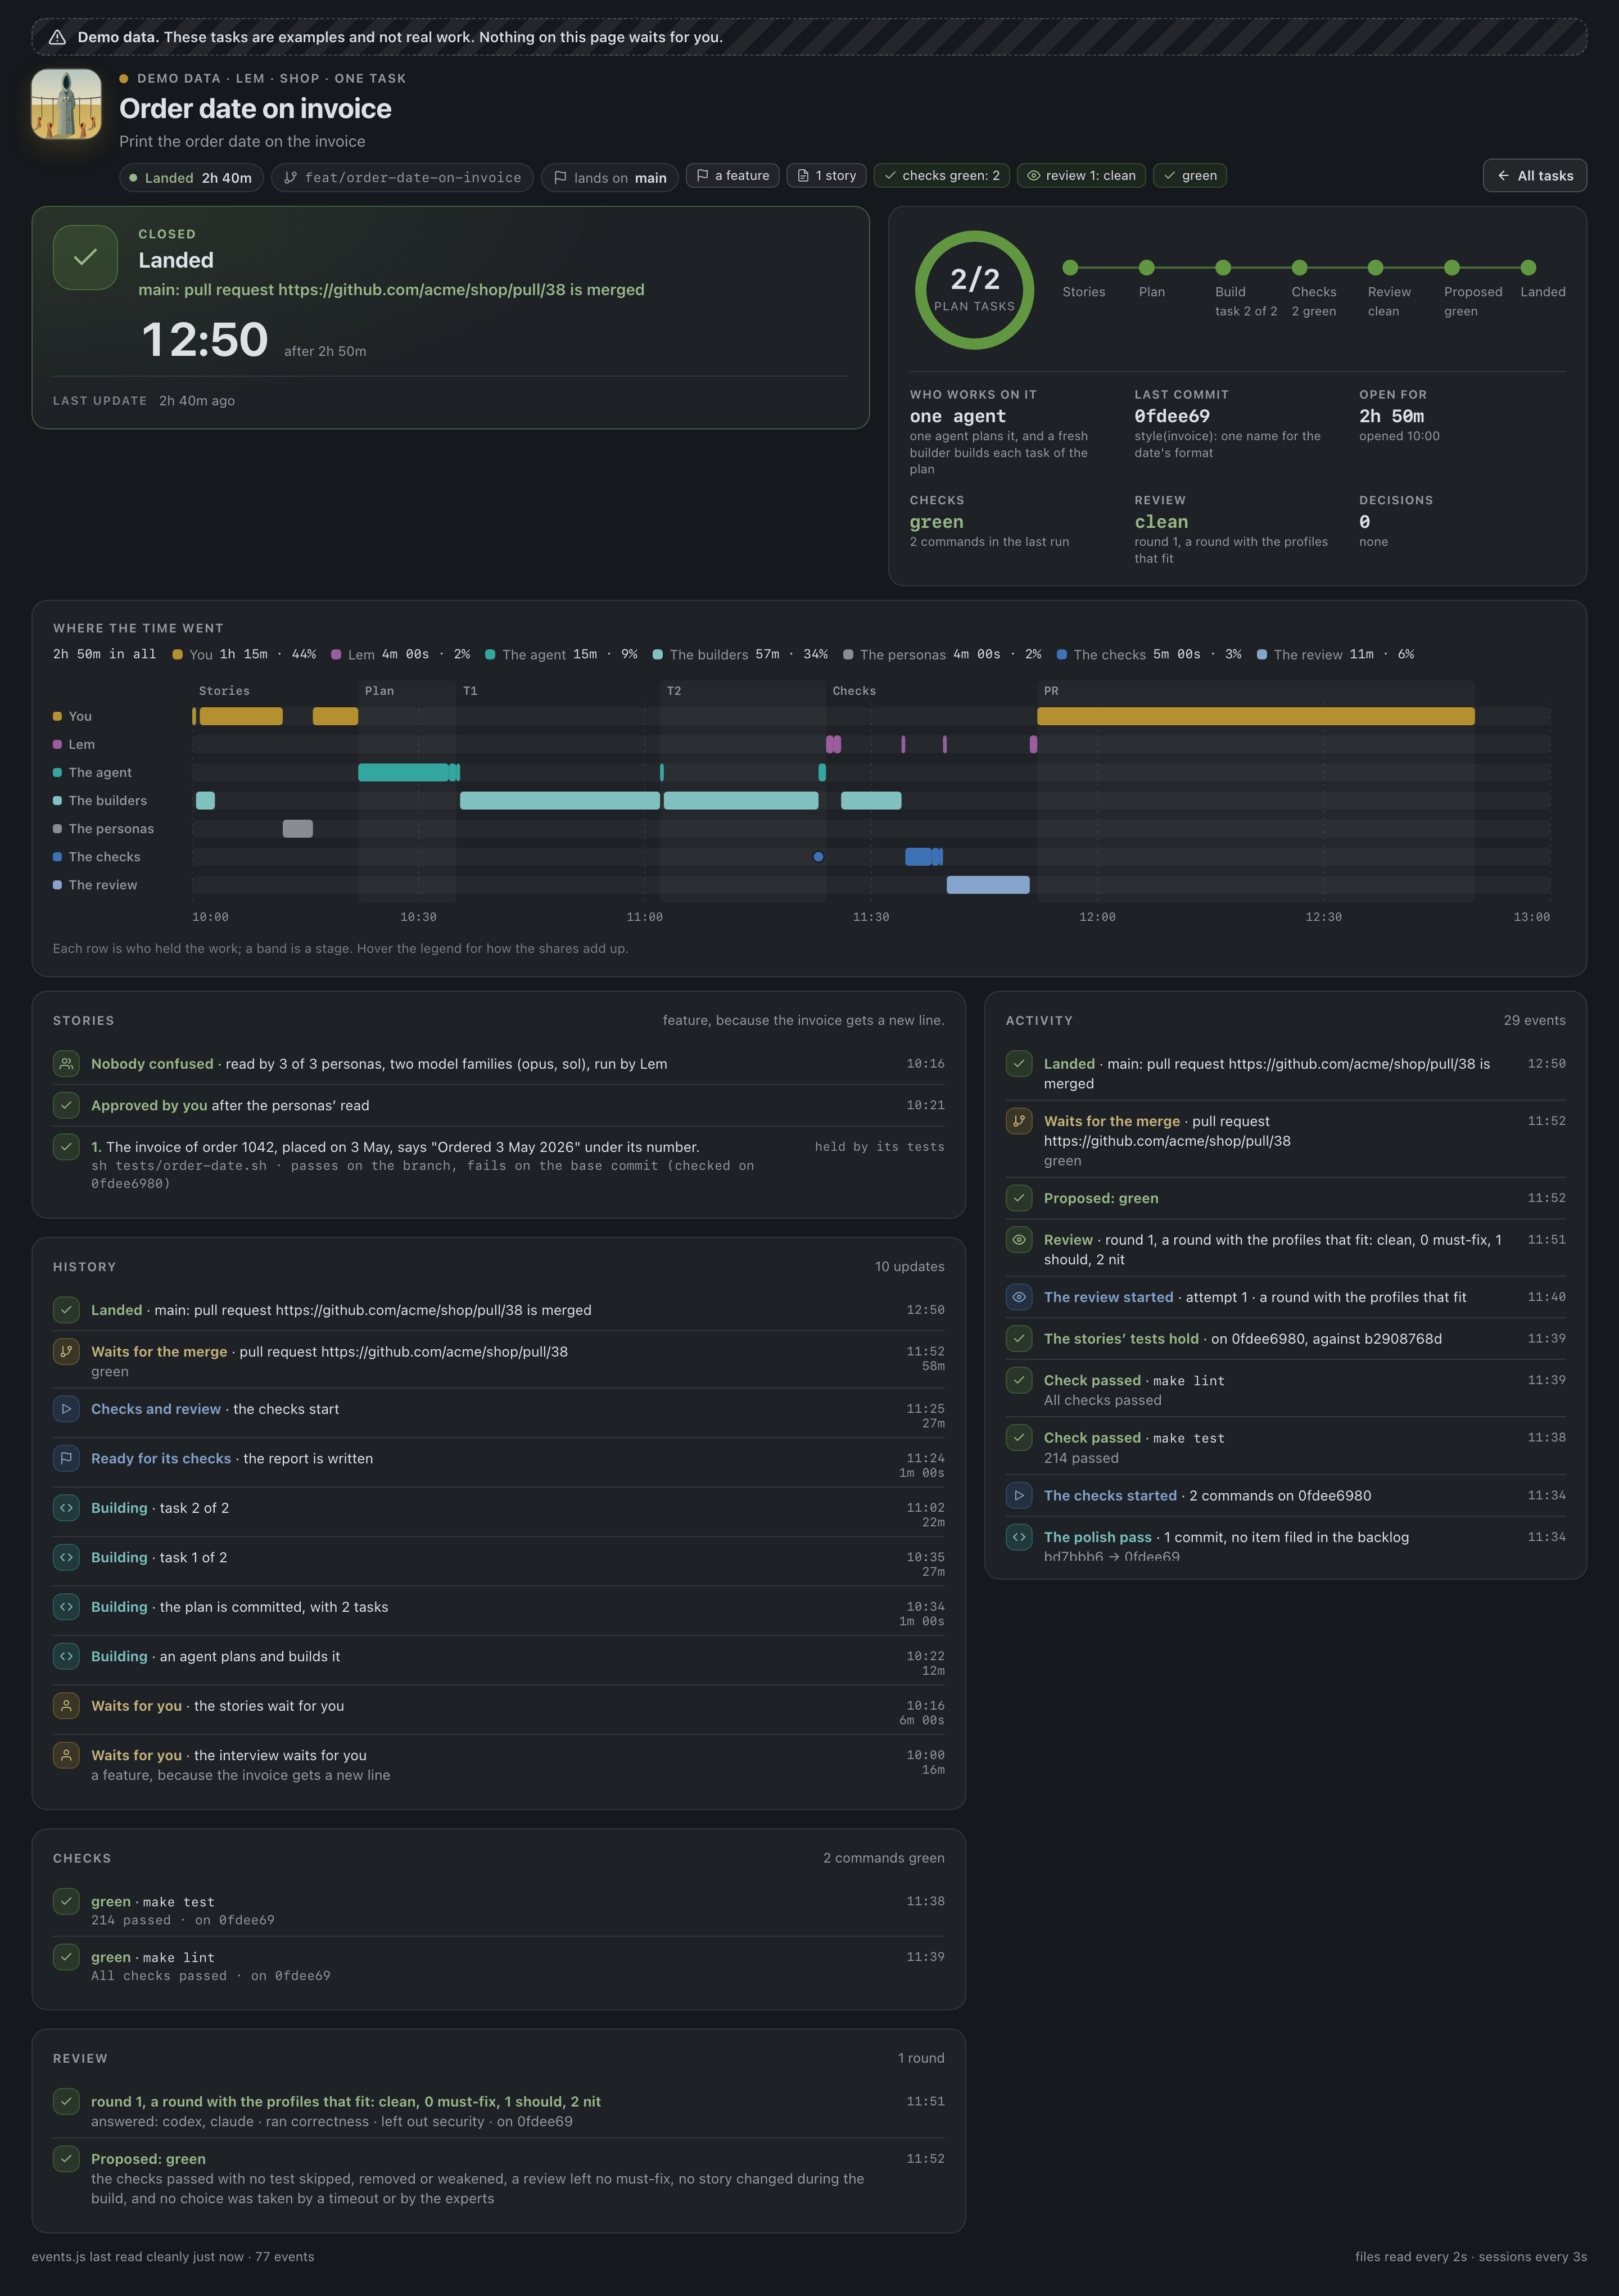 Demo data. These tasks are examples and not real work. Nothing on this page waits for you.
DEMO DATA · LEM · SHOP · ONE TASK
Order date on invoice
Print the order date on the invoice
Landed 2h 40m
feat/order-date-on-invoice
lands on main
a feature
1 story
checks green: 2
review 1: clean
green
All tasks
CLOSED
Landed
main: pull request https://github.com/acme/shop/pull/38 is merged
12:50 after 2h 50m
LAST UPDATE 2h 40m ago
2/2
PLAN TASKS
Stories
Plan
Build
task 2 of 2
Checks
2 green
Review
clean
Proposed
green
Landed
WHO WORKS ON IT
one agent
one agent plans it, and a fresh
builder builds each task of the
plan
LAST COMMIT
0fdee69
style(invoice): one name for the
date's format
OPEN FOR
2h 50m
opened 10:00
CHECKS
green
2 commands in the last run
REVIEW
clean
round 1, a round with the profiles
that fit
DECISIONS
0
none
WHERE THE TIME WENT
2h 50m in all You 1h 15m · 44% Lem 4m 00s · 2% The agent 15m · 9% The builders 57m · 34% The personas 4m 00s · 2% The checks 5m 00s · 3% The review 11m · 6%
Stories Plan T1 T2 Checks PR
You
Lem
The agent
The builders
The personas
The checks
The review
10:00 10:30 11:00 11:30 12:00 12:30 13:00
Each row is who held the work; a band is a stage. Hover the legend for how the shares add up.
STORIES feature, because the invoice gets a new line.
Nobody confused · read by 3 of 3 personas, two model families (opus, sol), run by Lem 10:16
Approved by you after the personas’ read 10:21
1. The invoice of order 1042, placed on 3 May, says "Ordered 3 May 2026" under its number. held by its tests
sh tests/order-date.sh · passes on the branch, fails on the base commit (checked on
0fdee6980)
HISTORY 10 updates
Landed · main: pull request https://github.com/acme/shop/pull/38 is merged 12:50
Waits for the merge · pull request https://github.com/acme/shop/pull/38 11:52
green 58m
Checks and review · the checks start 11:25
27m
Ready for its checks · the report is written 11:24
1m 00s
Building · task 2 of 2 11:02
22m
Building · task 1 of 2 10:35
27m
Building · the plan is committed, with 2 tasks 10:34
1m 00s
Building · an agent plans and builds it 10:22
12m
Waits for you · the stories wait for you 10:16
6m 00s
Waits for you · the interview waits for you 10:00
a feature, because the invoice gets a new line 16m
CHECKS 2 commands green
green · make test 11:38
214 passed · on 0fdee69
green · make lint 11:39
All checks passed · on 0fdee69
REVIEW 1 round
round 1, a round with the profiles that fit: clean, 0 must-fix, 1 should, 2 nit 11:51
answered: codex, claude · ran correctness · left out security · on 0fdee69
Proposed: green 11:52
the checks passed with no test skipped, removed or weakened, a review left no must-fix, no story changed during the
build, and no choice was taken by a timeout or by the experts
ACTIVITY 29 events
Landed · main: pull request https://github.com/acme/shop/pull/38 is 12:50
merged
Waits for the merge · pull request 11:52
https://github.com/acme/shop/pull/38
green
Proposed: green 11:52
Review · round 1, a round with the profiles that fit: clean, 0 must-fix, 1 11:51
should, 2 nit
The review started · attempt 1 · a round with the profiles that fit 11:40
The stories’ tests hold · on 0fdee6980, against b2908768d 11:39
Check passed · make lint 11:39
All checks passed
Check passed · make test 11:38
214 passed
The checks started · 2 commands on 0fdee6980 11:34
The polish pass · 1 commit, no item filed in the backlog 11:34
bd7bbb6 → 0fdee69
events.js last read cleanly just now · 77 events
files read every 2s · sessions every 3s